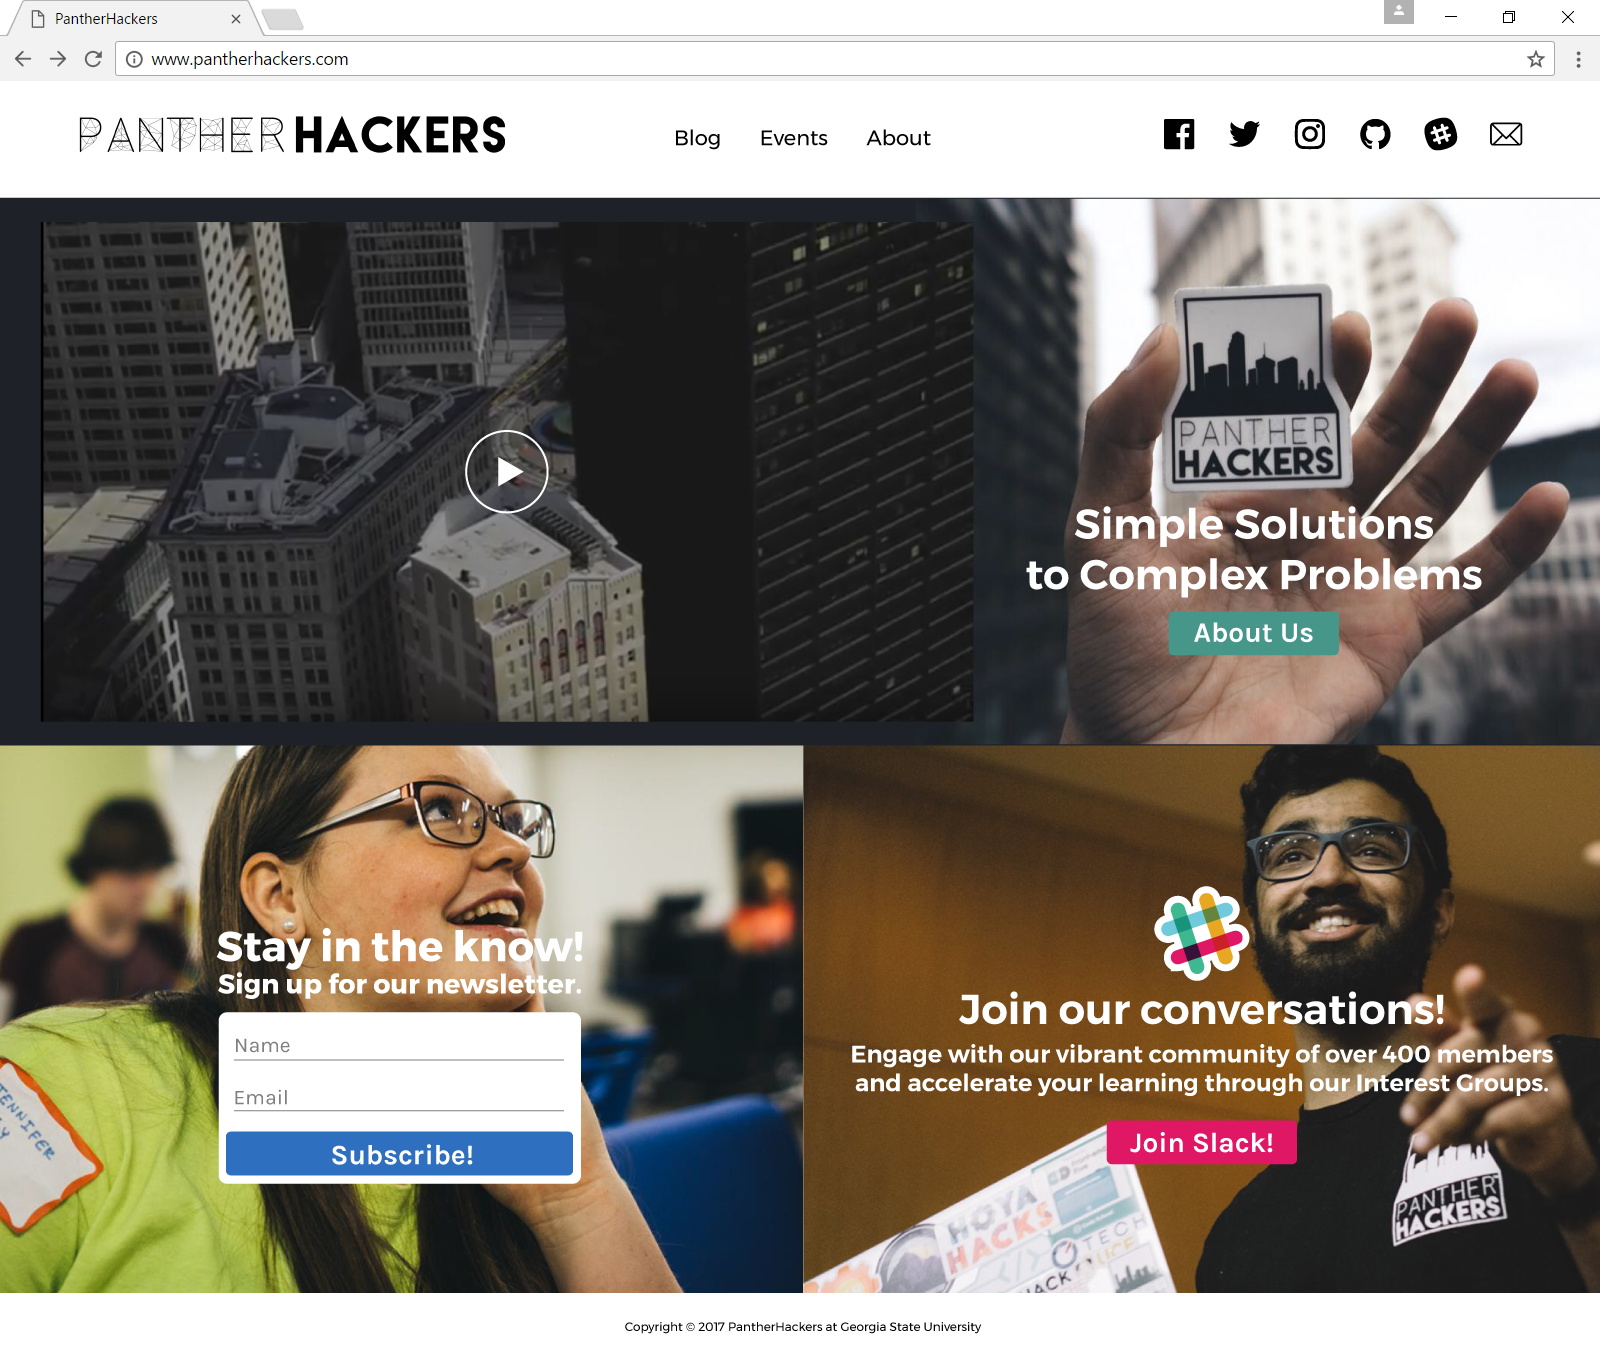 PantherHackers
www.pantherhackers.com
PANTHER HACKERS
Blog Events About
PANTHER
HACKERS
Simple Solutions
to Complex Problems
About Us
Stay in the know!
Sign up for our newsletter.
Name
Email
Subscribe!
JENNIFER
Join our conversations!
Engage with our vibrant community of over 400 members
and accelerate your learning through our Interest Groups.
Join Slack!
HOYA
HACKS
TECH
HACK
PANTHER
HACKERS
Copyright © 2017 PantherHackers at Georgia State University